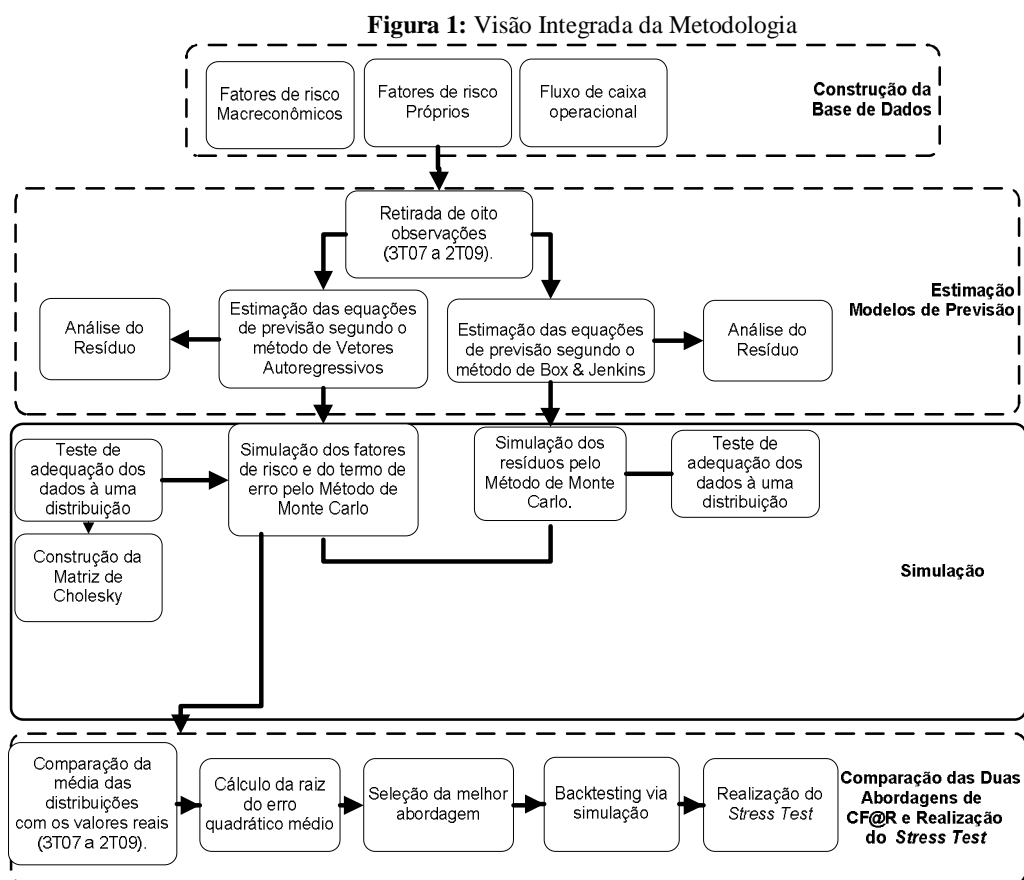 Figura 1: Visão Integrada da Metodologia
Fatores de risco
Macreconômicos
Fatores de risco
Próprios
Fluxo de caixa
operacional
Construção da
Base de Dados
Retirada de oito
observações
(3T07 a 2T09).
Estimação
Modelos de Previsão
Análise do
Resíduo
Estimação das equações
de previsão segundo o
método de Vetores
Autoregressivos
Estimação das equações
de previsão segundo o
método de Box & Jenkins
Análise do
Resíduo
Teste de
adequação dos
dados à uma
distribuição
Simulação dos fatores
de risco e do termo de
erro pelo Método de
Monte Carlo
Simulação dos
resíduos pelo
Método de Monte
Carlo.
Teste de
adequação dos
dados à uma
distribuição
Construção da
Matriz de
Cholesky
Simulação
Comparação da
média das
distribuições
com os valores reais
(3T07 a 2T09).
Cálculo da raiz
do erro
quadrático médio
Seleção da melhor
abordagem
Backtesting via
simulação
Realização do
Stress Test
Comparação das Duas
Abordagens de
CF@R e Realização
do Stress Test